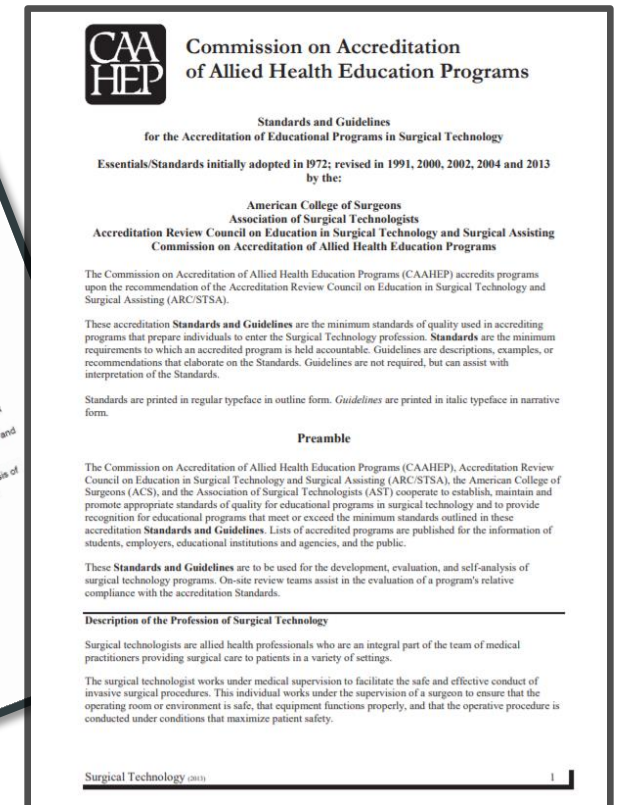 CAA
HEP
Commission on Accreditation
of Allied Health Education Programs
Standards and Guidelines
for the Accreditation of Educational Programs in Surgical Technology
Essentials/Standards initially adopted in l972; revised in 1991, 2000, 2002, 2004 and 2013
by the:
American College of Surgeons
Association of Surgical Technologists
Accreditation Review Council on Education in Surgical Technology and Surgical Assisting
Commission on Accreditation of Allied Health Education Programs
The Commission on Accreditation of Allied Health Education Programs (CAAHEP) accredits programs
upon the recommendation of the Accreditation Review Council on Education in Surgical Technology and
Surgical Assisting (ARC/STSA).
These accreditation Standards and Guidelines are the minimum standards of quality used in accrediting
programs that prepare individuals to enter the Surgical Technology profession. Standards are the minimum
requirements to which an accredited program is held accountable. Guidelines are descriptions, examples, or
recommendations that elaborate on the Standards. Guidelines are not required, but can assist with
interpretation of the Standards.
Standards are printed in regular typeface in outline form. Guidelines are printed in italic typeface in narrative
form.
Preamble
The Commission on Accreditation of Allied Health Education Programs (CAAHEP), Accreditation Review
Council on Education in Surgical Technology and Surgical Assisting (ARC/STSA), the American College of
Surgeons (ACS), and the Association of Surgical Technologists (AST) cooperate to establish, maintain and
promote appropriate standards of quality for educational programs in surgical technology and to provide
recognition for educational programs that meet or exceed the minimum standards outlined in these
accreditation Standards and Guidelines. Lists of accredited programs are published for the information of
students, employers, educational institutions and agencies, and the public.
These Standards and Guidelines are to be used for the development, evaluation, and self-analysis of
surgical technology programs. On-site review teams assist in the evaluation of a program's relative
compliance with the accreditation Standards.
Description of the Profession of Surgical Technology
Surgical technologists are allied health professionals who are an integral part of the team of medical
practitioners providing surgical care to patients in a variety of settings.
The surgical technologist works under medical supervision to facilitate the safe and effective conduct of
invasive surgical procedures. This individual works under the supervision of a surgeon to ensure that the
operating room or environment is safe, that equipment functions properly, and that the operative procedure is
conducted under conditions that maximize patient safety.
Surgical Technology (2013) 1
and
of